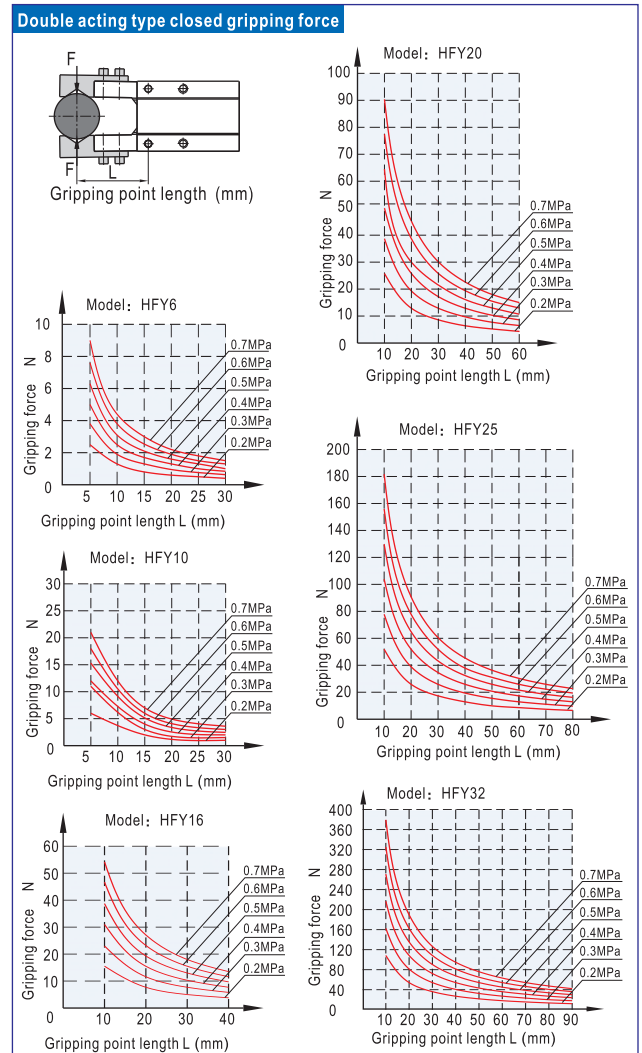 Double acting type closed gripping force
F
F
L
Gripping point length (mm)
Model: HFY6
Gripping force N
10
8
6
4
2
0
5 10 15 20 25 30
0.7MPa
0.6MPa
0.5MPa
0.4MPa
0.3MPa
0.2MPa
Gripping point length L (mm)
Model: HFY10
Gripping force N
30
25
20
15
10
5
0
5 10 15 20 25 30
0.7MPa
0.6MPa
0.5MPa
0.4MPa
0.3MPa
0.2MPa
Gripping point length L (mm)
Model: HFY16
Gripping force N
60
50
40
30
20
10
0
10 20 30 40
0.7MPa
0.6MPa
0.5MPa
0.4MPa
0.3MPa
0.2MPa
Gripping point length L (mm)
Model: HFY20
Gripping force N
100
90
80
70
60
50
40
30
20
10
0
10 20 30 40 50 60
0.7MPa
0.6MPa
0.5MPa
0.4MPa
0.3MPa
0.2MPa
Gripping point length L (mm)
Model: HFY25
Gripping force N
200
180
160
140
120
100
80
60
40
20
0
10 20 30 40 50 60 70 80
0.7MPa
0.6MPa
0.5MPa
0.4MPa
0.3MPa
0.2MPa
Gripping point length L (mm)
Model: HFY32
Gripping force N
400
360
320
280
240
200
160
120
80
40
0
10 20 30 40 50 60 70 80 90
0.7MPa
0.6MPa
0.5MPa
0.4MPa
0.3MPa
0.2MPa
Gripping point length L (mm)